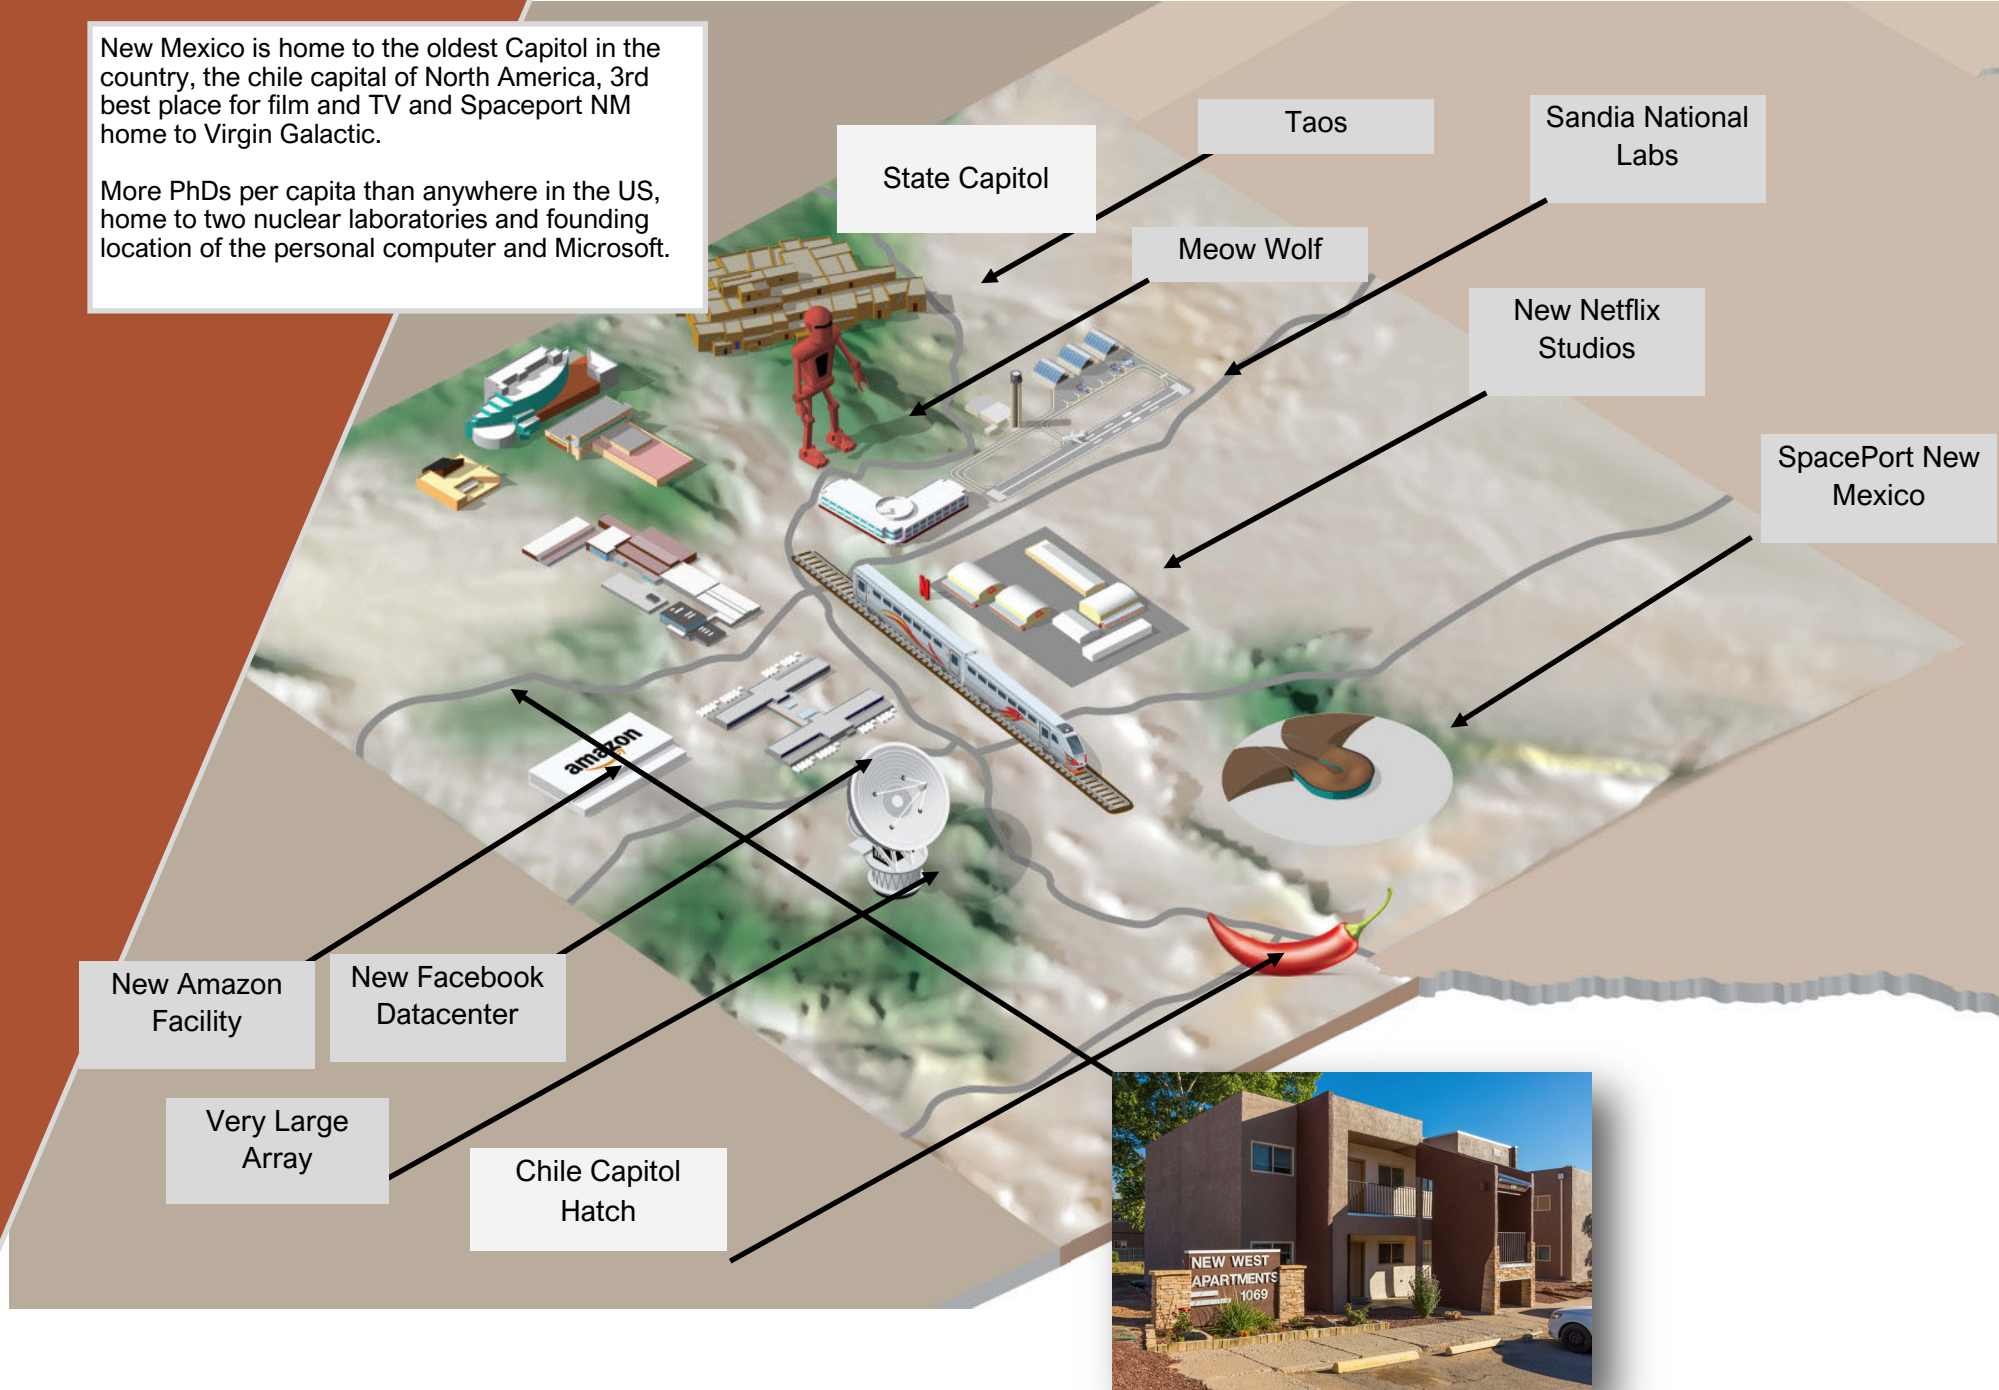 New Mexico is home to the oldest Capitol in the
country, the chile capital of North America, 3rd
best place for film and TV and Spaceport NM
home to Virgin Galactic.
More PhDs per capita than anywhere in the US,
home to two nuclear laboratories and founding
location of the personal computer and Microsoft.
State Capitol
Taos
Sandia National
Labs
Meow Wolf
New Netflix
Studios
SpacePort New
Mexico
amazon
New Amazon
Facility
New Facebook
Datacenter
Very Large
Array
Chile Capitol
Hatch
NEW WEST
APARTMENTS
1069